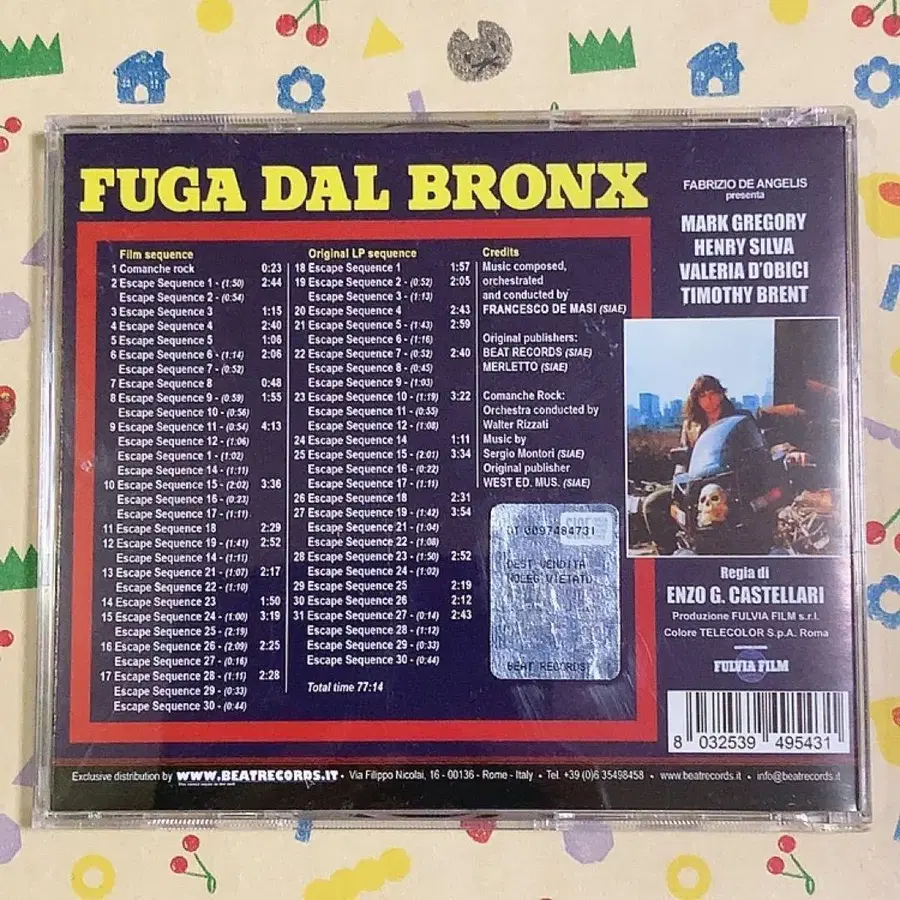 FUGA DAL BRONX
Film sequence
1 Comanche rock 0:23
2 Escape Sequence 1 - (1:50) 2:44
Escape Sequence 2 - (0:54)
3 Escape Sequence 3 1:15
4 Escape Sequence 4 2:40
5 Escape Sequence 5 1:06
6 Escape Sequence 6 - (1:14) 2:06
Escape Sequence 7 - (0:52)
7 Escape Sequence 8 0:48
8 Escape Sequence 9 - (0:59) 1:55
Escape Sequence 10 - (0:56)
9 Escape Sequence 11 - (0:54) 4:13
Escape Sequence 12 - (1:06)
Escape Sequence 1 - (1:02)
Escape Sequence 14 - (1:11)
10 Escape Sequence 15 - (2:02) 3:36
Escape Sequence 16 - (0:23)
Escape Sequence 17 - (1:11)
11 Escape Sequence 18 2:29
12 Escape Sequence 19 - (1:41) 2:52
Escape Sequence 14 - (1:11)
13 Escape Sequence 21 - (1:07) 2:17
Escape Sequence 22 - (1:10)
14 Escape Sequence 23 1:50
15 Escape Sequence 24 - (1:00) 3:19
Escape Sequence 25 - (2:19)
16 Escape Sequence 26 - (2:09) 2:25
Escape Sequence 27 - (0:16)
17 Escape Sequence 28 - (1:11) 2:28
Escape Sequence 29 - (0:33)
Escape Sequence 30 - (0:44)
Original LP sequence
18 Escape Sequence 1 1:57
19 Escape Sequence 2 - (0:52) 2:05
Escape Sequence 3 - (1:13)
20 Escape Sequence 4 2:43
21 Escape Sequence 5 - (1:43) 2:59
Escape Sequence 6 - (1:16)
22 Escape Sequence 7 - (0:52) 2:40
Escape Sequence 8 - (0:45)
Escape Sequence 9 - (1:03)
23 Escape Sequence 10 - (1:19) 3:22
Escape Sequence 11 - (0:55)
Escape Sequence 12 - (1:08)
24 Escape Sequence 14 1:11
25 Escape Sequence 15 - (2:01) 3:34
Escape Sequence 16 - (0:22)
Escape Sequence 17 - (1:11)
26 Escape Sequence 18 2:31
27 Escape Sequence 19 - (1:42) 3:54
Escape Sequence 21 - (1:04)
Escape Sequence 22 - (1:08)
28 Escape Sequence 23 - (1:50) 2:52
Escape Sequence 24 - (1:02)
29 Escape Sequence 25 2:19
30 Escape Sequence 26 2:12
31 Escape Sequence 27 - (0:14) 2:43
Escape Sequence 28 - (1:12)
Escape Sequence 29 - (0:33)
Escape Sequence 30 - (0:44)
Total time 77:14
Credits
Music composed,
orchestrated
and conducted by
FRANCESCO DE MASI (SIAE)
Original publishers:
BEAT RECORDS (SIAE)
MERLETTO (SIAE)
Comanche Rock:
Orchestra conducted by
Walter Rizzati
Music by
Sergio Montori (SIAE)
Original publisher
WEST ED. MUS. (SIAE)
0097484731
DEST VENDITA
NOLEG VIETATO
BEAT RECORDS
FABRIZIO DE ANGELIS
presenta
MARK GREGORY
HENRY SILVA
VALERIA D'OBICI
TIMOTHY BRENT
Regia di
ENZO G. CASTELLARI
Produzione FULVIA FILM s.r.l.
Colore TELECOLOR S.p.A. Roma
FULVIA FILM
8 032539 495431
Exclusive distribution by WWW.BEATRECORDS.IT • Via Filippo Nicolai, 16 - 00136 - Rome - Italy • Tel. +39 (0)6 35498458 • www.beatrecords.it • info@beatrecords.it